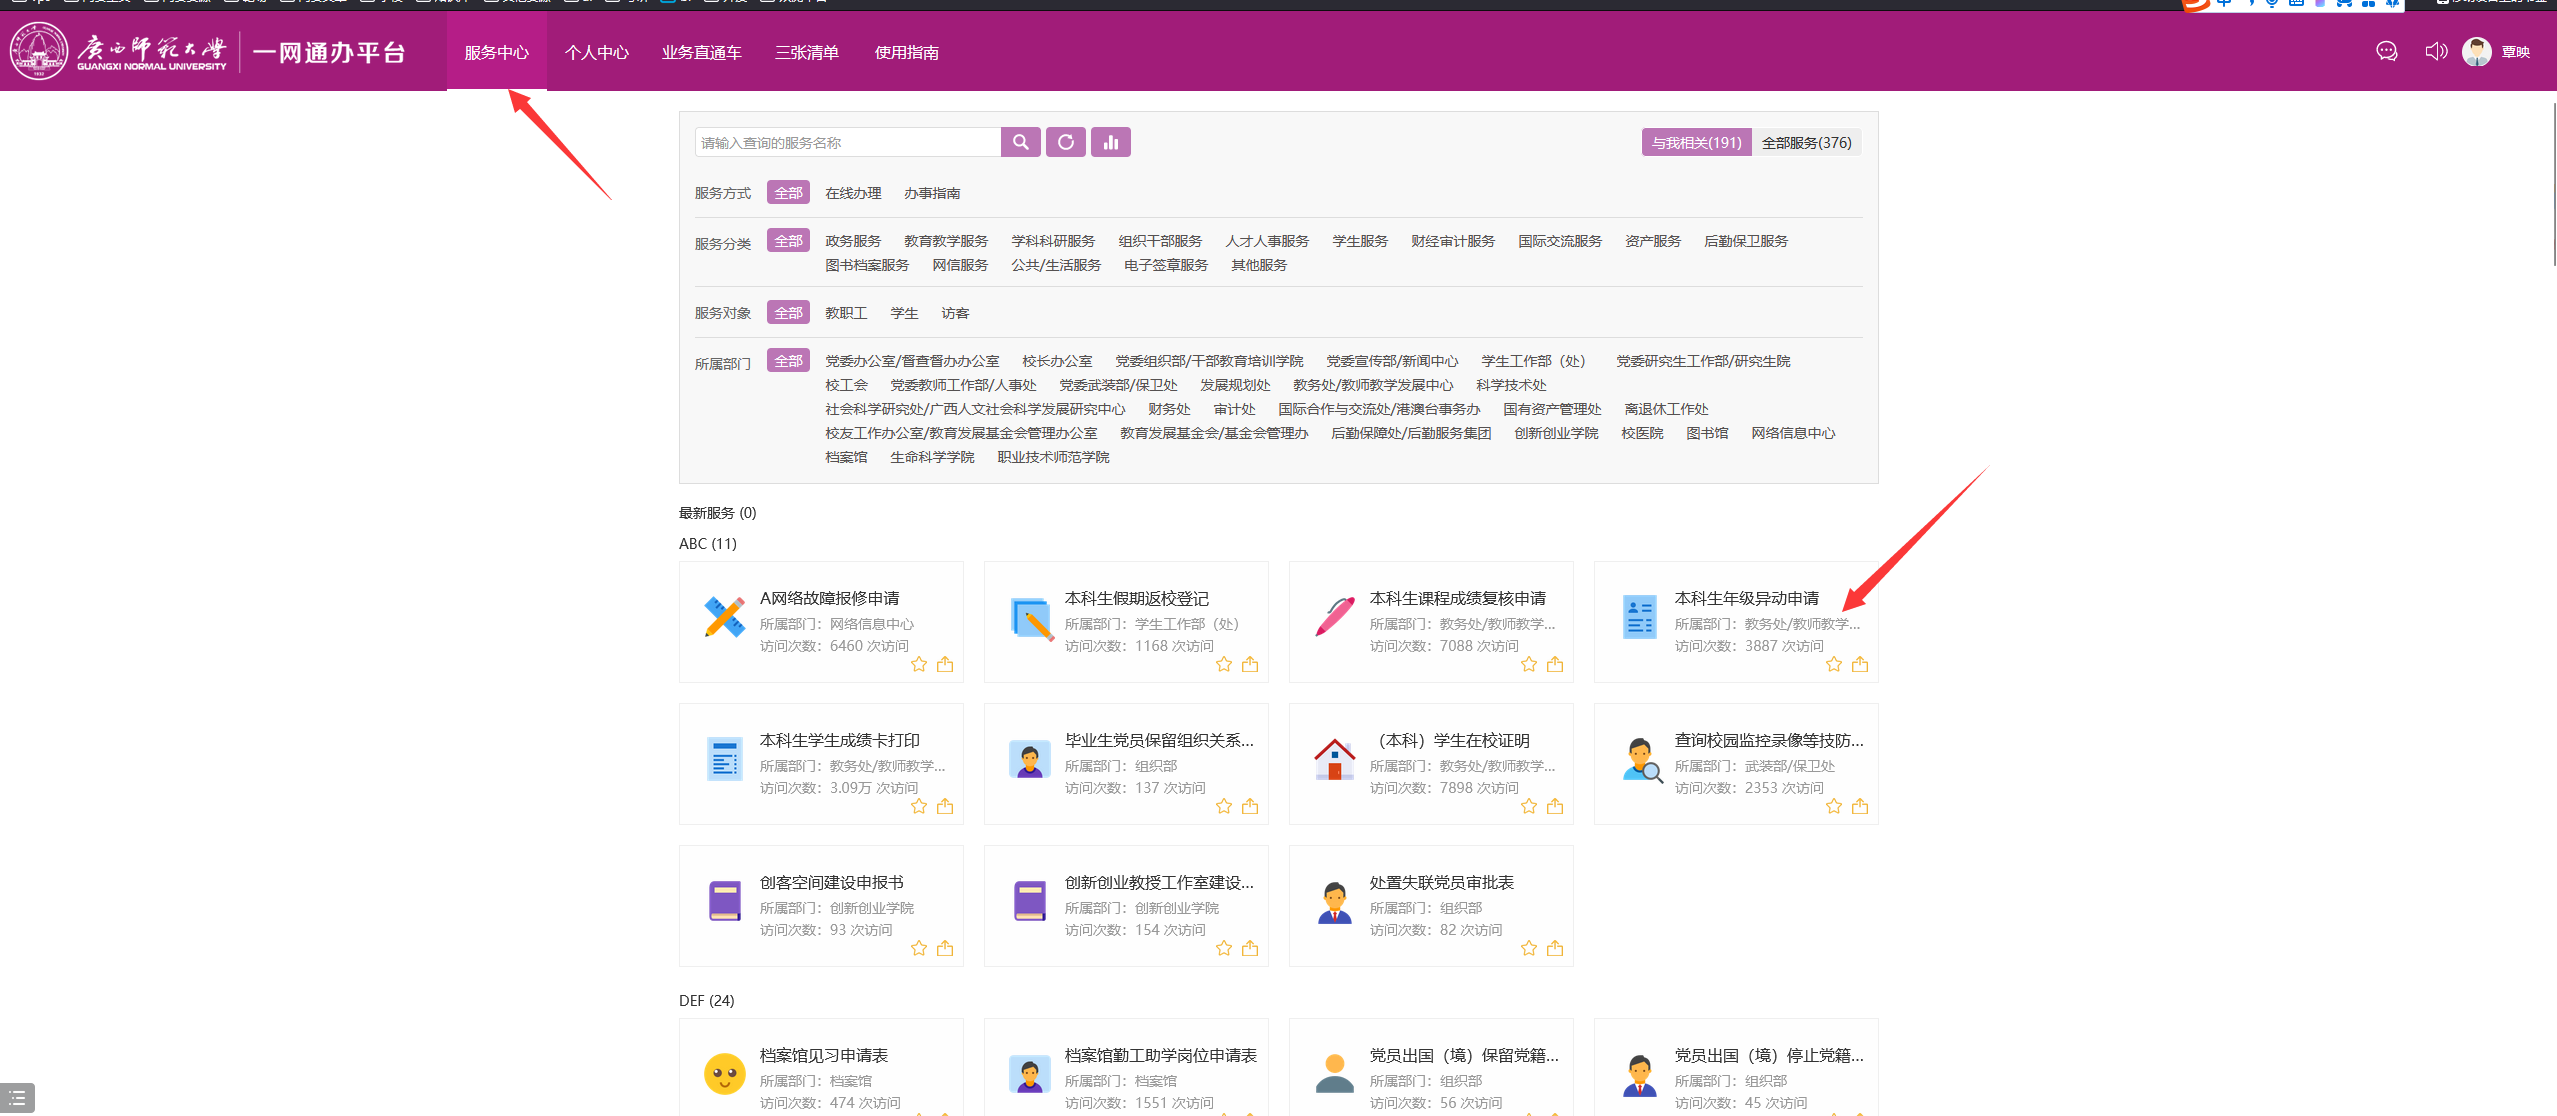 广西师范大学
GUANGXI NORMAL UNIVERSITY
1932
一网通办平台
服务中心 个人中心 业务直通车 三张清单 使用指南
覃映
请输入查询的服务名称
与我相关(191) 全部服务(376)
服务方式 全部 在线办理 办事指南
服务分类 全部 政务服务 教育教学服务 学科科研服务 组织干部服务 人才人事服务 学生服务 财经审计服务 国际交流服务 资产服务 后勤保卫服务
图书档案服务 网信服务 公共/生活服务 电子签章服务 其他服务
服务对象 全部 教职工 学生 访客
所属部门 全部 党委办公室/督查督办办公室 校长办公室 党委组织部/干部教育培训学院 党委宣传部/新闻中心 学生工作部（处） 党委研究生工作部/研究生院
校工会 党委教师工作部/人事处 党委武装部/保卫处 发展规划处 教务处/教师教学发展中心 科学技术处
社会科学研究处/广西人文社会科学发展研究中心 财务处 审计处 国际合作与交流处/港澳台事务办 国有资产管理处 离退休工作处
校友工作办公室/教育发展基金会管理办公室 教育发展基金会/基金会管理办 后勤保障处/后勤服务集团 创新创业学院 校医院 图书馆 网络信息中心
档案馆 生命科学学院 职业技术师范学院
最新服务 (0)
ABC (11)
A网络故障报修申请
所属部门：网络信息中心
访问次数：6460 次访问
本科生假期返校登记
所属部门：学生工作部（处）
访问次数：1168 次访问
本科生课程成绩复核申请
所属部门：教务处/教师教学...
访问次数：7088 次访问
本科生年级异动申请
所属部门：教务处/教师教学...
访问次数：3887 次访问
本科生学生成绩卡打印
所属部门：教务处/教师教学...
访问次数：3.09万 次访问
毕业生党员保留组织关系...
所属部门：组织部
访问次数：137 次访问
（本科）学生在校证明
所属部门：教务处/教师教学...
访问次数：7898 次访问
查询校园监控录像等技防...
所属部门：武装部/保卫处
访问次数：2353 次访问
创客空间建设申报书
所属部门：创新创业学院
访问次数：93 次访问
创新创业教授工作室建设...
所属部门：创新创业学院
访问次数：154 次访问
处置失联党员审批表
所属部门：组织部
访问次数：82 次访问
DEF (24)
档案馆见习申请表
所属部门：档案馆
访问次数：474 次访问
档案馆勤工助学岗位申请表
所属部门：档案馆
访问次数：1551 次访问
党员出国（境）保留党籍...
所属部门：组织部
访问次数：56 次访问
党员出国（境）停止党籍...
所属部门：组织部
访问次数：45 次访问